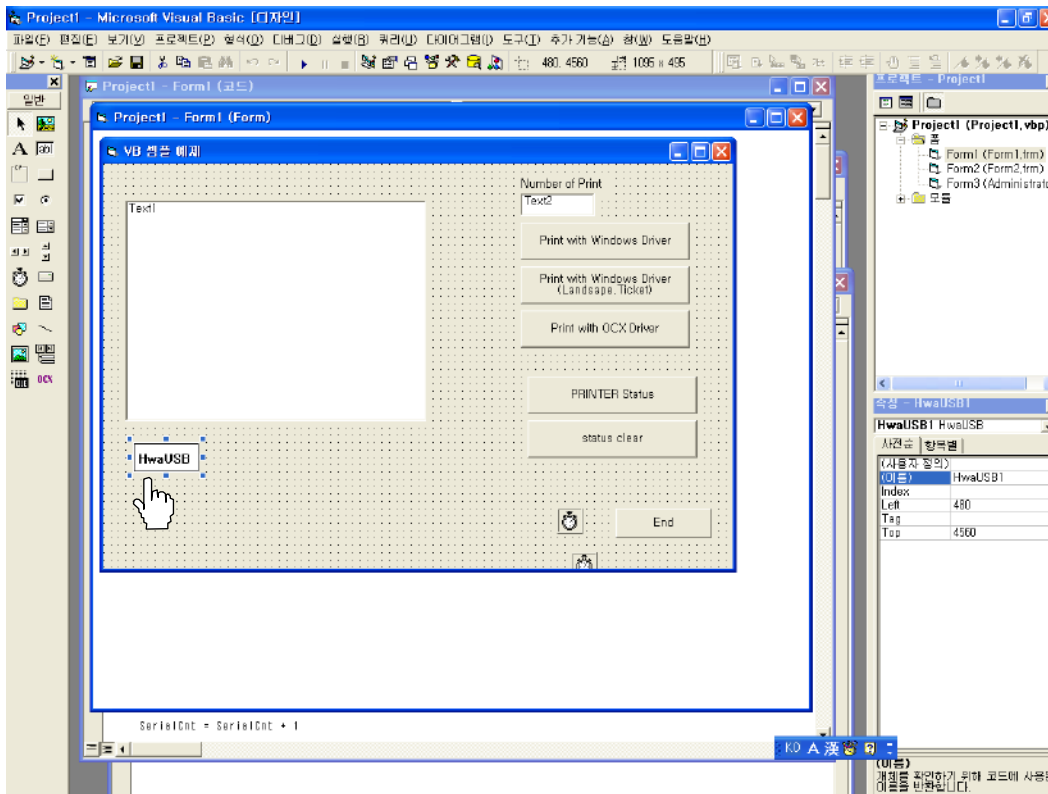 Project1 - Microsoft Visual Basic [디자인]
파일(F) 편집(E) 보기(V) 프로젝트(P) 형식(O) 디버그(D) 실행(R) 쿼리(U) 다이어그램(I) 도구(T) 추가 기능(A) 창(W) 도움말(H)
480, 4560 1095 x 495
일반
Project1 - Form1 (코드)
Project1 - Form1 (Form)
VB 샘플 예제
Number of Print
Text1
Text2
Print with Windows Driver
Print with Windows Driver
(Landsape.Ticket)
Print with OCX Driver
PRINTER Status
status clear
HwaUSB
End
SerialCnt = SerialCnt + 1
OCX
프로젝트 - Project1
Project1 (Project1.vbp)
폼
Form1 (Form1.frm)
Form2 (Form2.frm)
Form3 (Administrato
모듈
속성 - HwaUSB1
HwaUSB1 HwaUSB
사전순 항목별
(사용자 정의)
(이름) HwaUSB1
Index
Left 480
Tag
Top 4560
KO A 漢
(이름)
개체를 확인하기 위해 코드에 사용된
이름을 반환합니다.